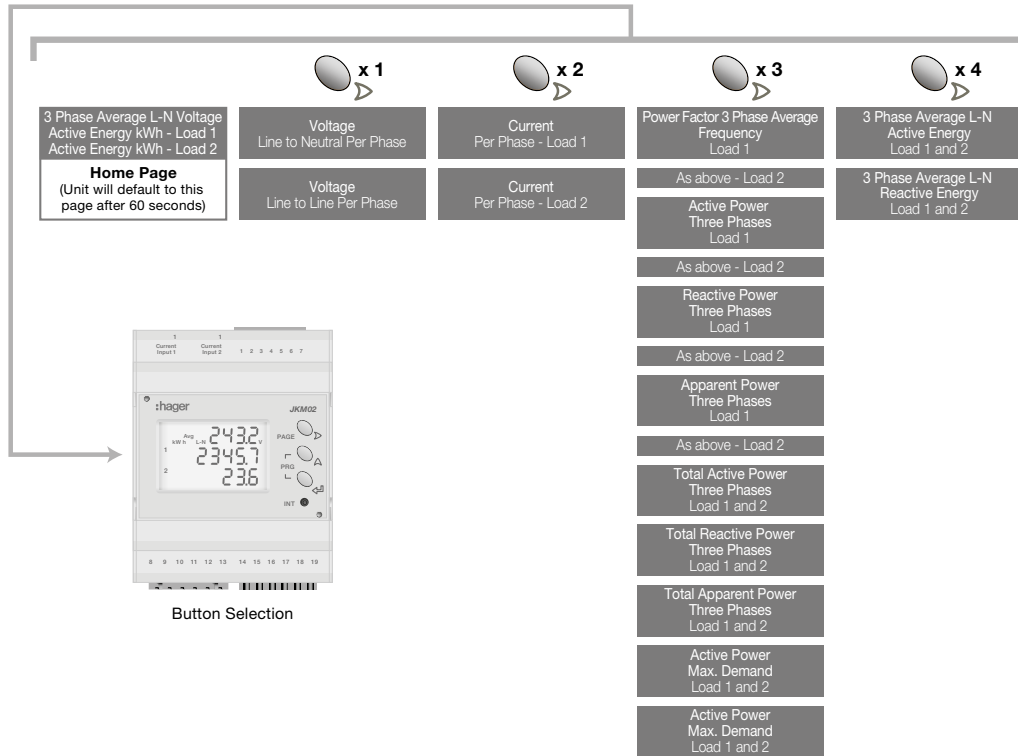 x 1
x 2
x 3
x 4
3 Phase Average L-N Voltage
Active Energy kWh - Load 1
Active Energy kWh - Load 2
Home Page
(Unit will default to this
page after 60 seconds)
Voltage
Line to Neutral Per Phase
Voltage
Line to Line Per Phase
Current
Per Phase - Load 1
Current
Per Phase - Load 2
Power Factor 3 Phase Average
Frequency
Load 1
As above - Load 2
Active Power
Three Phases
Load 1
As above - Load 2
Reactive Power
Three Phases
Load 1
As above - Load 2
Apparent Power
Three Phases
Load 1
As above - Load 2
Total Active Power
Three Phases
Load 1 and 2
Total Reactive Power
Three Phases
Load 1 and 2
Total Apparent Power
Three Phases
Load 1 and 2
Active Power
Max. Demand
Load 1 and 2
Active Power
Max. Demand
Load 1 and 2
3 Phase Average L-N
Active Energy
Load 1 and 2
3 Phase Average L-N
Reactive Energy
Load 1 and 2
1 1
Current Current
Input 1 Input 2 1 2 3 4 5 6 7
:hager JKM02
Avg
kW h L-N 243.2 V
1 2345.7
2 23.6
PAGE
PRG
INT
8 9 10 11 12 13 14 15 16 17 18 19
Button Selection